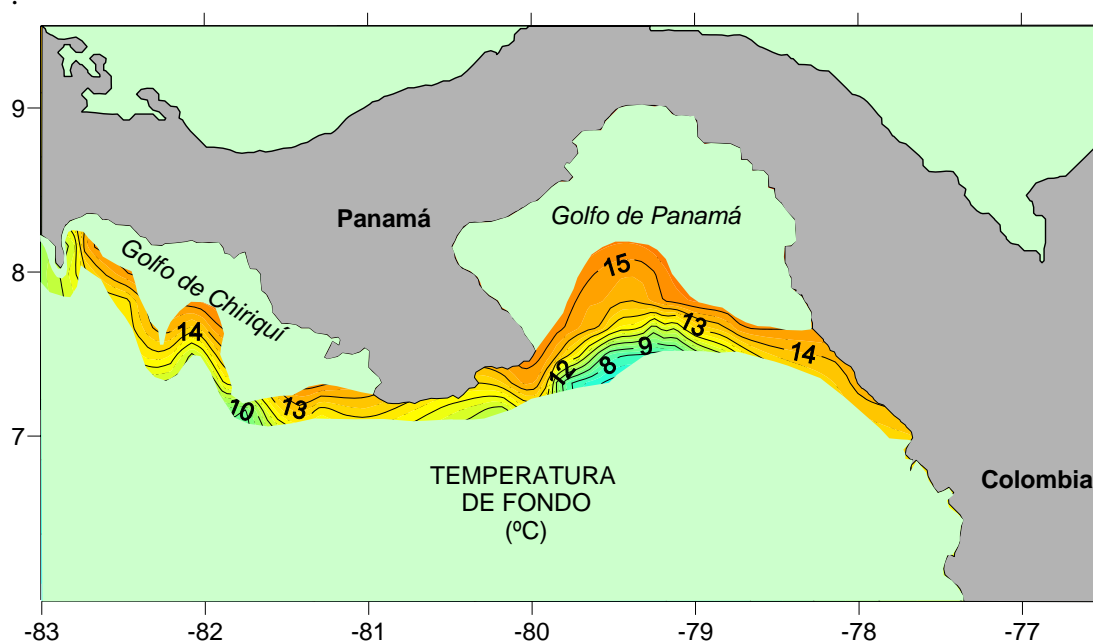 .
9
8
7
Panamá
Golfo de Panamá
Golfo de Chiriquí
15
14
13
14
12
9
8
10
13
TEMPERATURA
DE FONDO
(ºC)
Colombia
-83 -82 -81 -80 -79 -78 -77